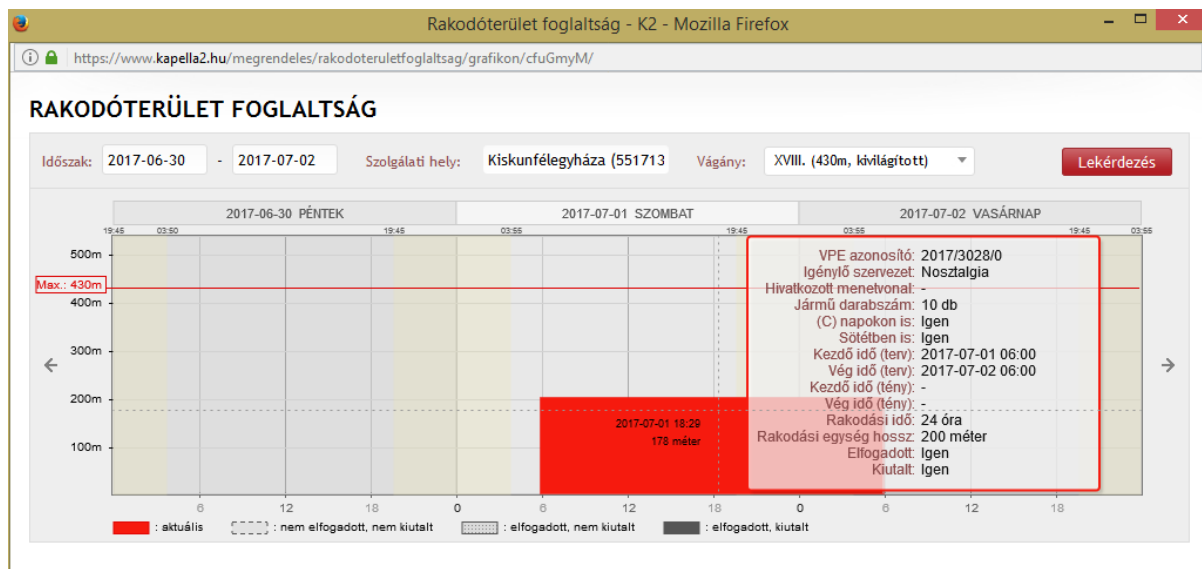 Rakodóterület foglaltság - K2 - Mozilla Firefox
https://www.kapella2.hu/megrendeles/rakodoteruletfoglaltsag/grafikon/cfuGmyM/
RAKODÓTERÜLET FOGLALTSÁG
Időszak: 2017-06-30 - 2017-07-02 Szolgálati hely: Kiskunfélegyháza (551713 Vágány: XVIII. (430m, kivilágított) Lekérdezés
2017-06-30 PÉNTEK 2017-07-01 SZOMBAT 2017-07-02 VASÁRNAP
19:45 03:50 19:45 03:55 19:45 03:55 19:45 03:55
500m
Max.: 430m
400m
300m
200m
100m
VPE azonosító: 2017/3028/0
Igénylő szervezet: Nosztalgia
Hivatkozott menetvonal: -
Jármű darabszám: 10 db
(C) napokon is: Igen
Sötétben is: Igen
Kezdő idő (terv): 2017-07-01 06:00
Vég idő (terv): 2017-07-02 06:00
Kezdő idő (tény): -
Vég idő (tény): -
Rakodási idő: 24 óra
Rakodási egység hossz: 200 méter
Elfogadott: Igen
Kiutalt: Igen
2017-07-01 18:29
178 méter
6 12 18 0 6 12 18 0 6 12 18
: aktuális : nem elfogadott, nem kiutalt : elfogadott, nem kiutalt : elfogadott, kiutalt